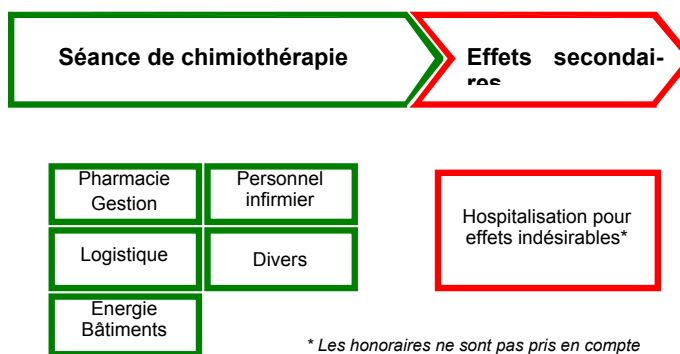 Séance de chimiothérapie
Effets secondai-
res
Pharmacie
Gestion
Personnel
infirmier
Logistique
Divers
Energie
Bâtiments
Hospitalisation pour
effets indésirables*
* Les honoraires ne sont pas pris en compte